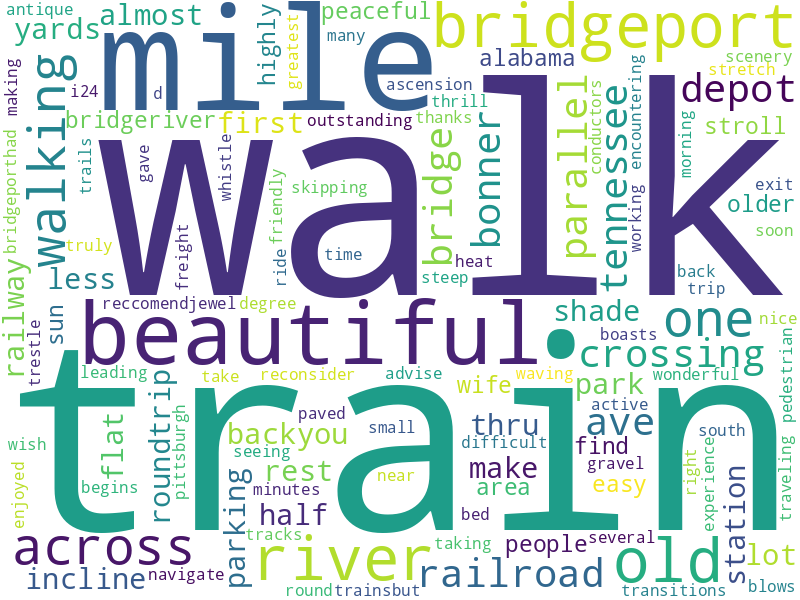 antique
almost
yards
mile
highly
peaceful
greatest
many
bridgeport
alabama
scenery
stretch
making
i24
d
ascension
thrill
depot
bridgeriver
first
outstanding
thanks
conductors
encountering
stroll
walking
trails
gave
whistle
walk
bridge
bonner
parallel
tennessee
morning
working
exit
older
soon
bridgeporthad
truly
freight
friendly
skipping
time
ride
heat
steep
back
trip
less
railway
sun
reccomendjewel
degree
beautiful
shade
one
nice
boasts
trestle
crossing
leading
take
reconsider
advise
waving
wife
park
wonderful
pedestrian
train
wish
flat
roundtrip
pittsburgh
paved
backyou
small
thru
active
ave
seeing
difficult
find
south
enjoyed
begins
rest
near
make
gravel
area
easy
right
experience
traveling
parking
minutes
half
bed
station
across
tracks
river
taking
people
several
old
lot
incline
navigate
railroad
round
trainsbut
transitions
blows